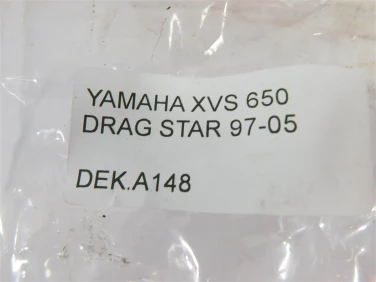 YAMAHA XVS 650
DRAG STAR 97-05
DEK.A148